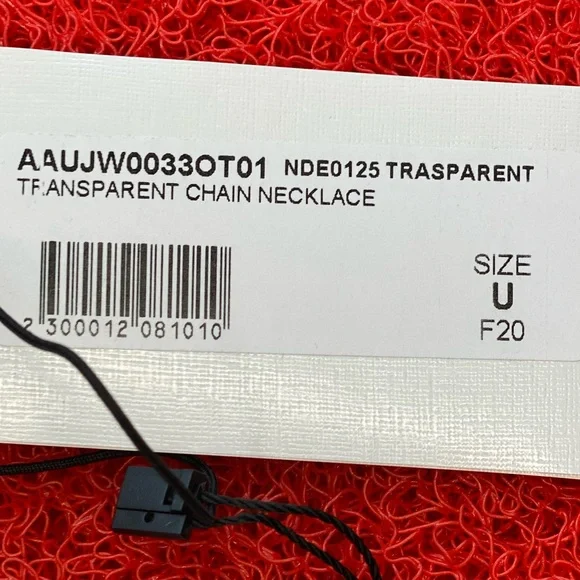 AAUJW0033OT01 NDE0125 TRASPARENT
TRANSPARENT CHAIN NECKLACE
SIZE
U
F20
2 300012 081010